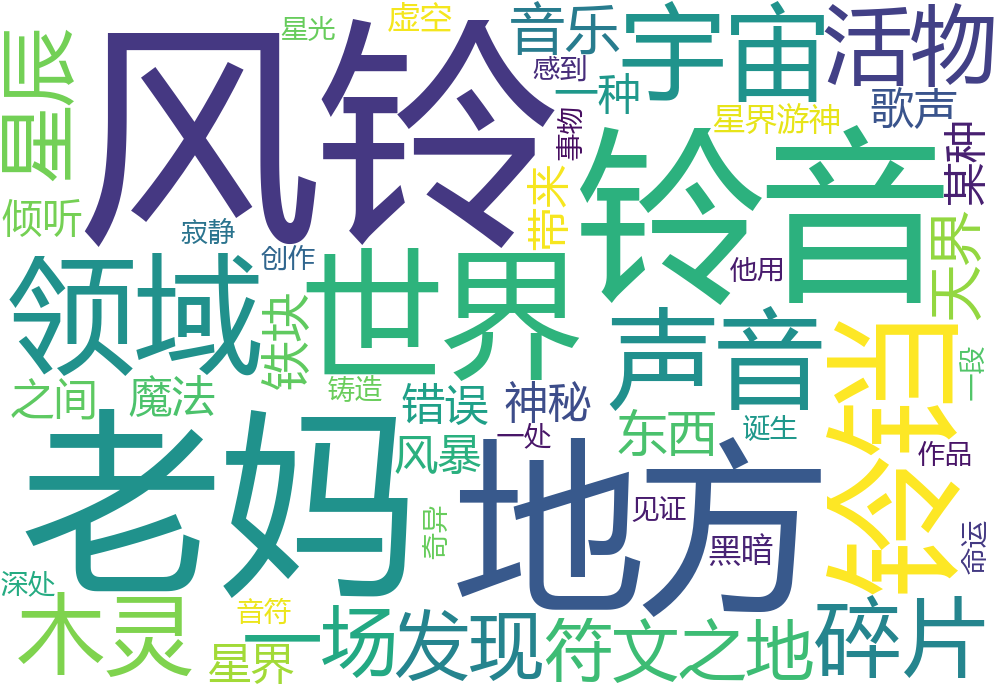 星光
虚空
音乐
宇宙
活物
星辰
风铃
感到
一种
歌声
星界游神
事物
铃音
某种
倾听
带来
寂静
创作
他用
天界
领域
世界
铁块
声音
铃铛
一段
之间
魔法
铸造
错误
神秘
东西
诞生
老妈
风暴
一处
地方
作品
奇异
见证
黑暗
命运
深处
木灵
音符
一场
星界
发现
符文之地
碎片